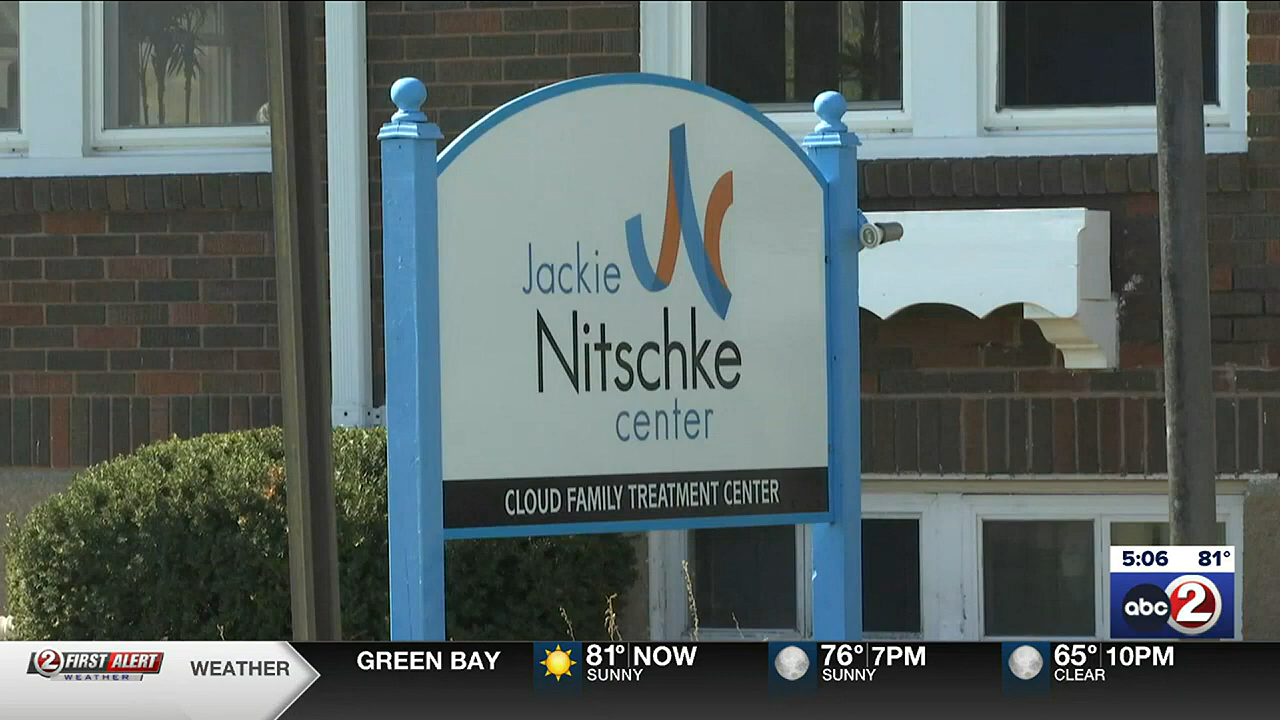 Jackie
Nitschke
center
CLOUD FAMILY TREATMENT CENTER
5:06 81°
abc 2
2 FIRST ALERT
WEATHER
WEATHER
GREEN BAY
81° NOW
SUNNY
76° 7PM
SUNNY
65° 10PM
CLEAR